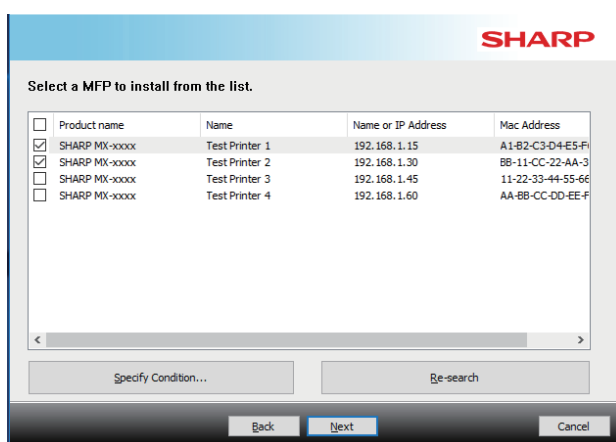 SHARP
Select a MFP to install from the list.
Product name Name Name or IP Address Mac Address
SHARP MX-xxxx Test Printer 1 192.168.1.15 A1-B2-C3-D4-E5-F
SHARP MX-xxxx Test Printer 2 192.168.1.30 BB-11-CC-22-AA-3
SHARP MX-xxxx Test Printer 3 192.168.1.45 11-22-33-44-55-66
SHARP MX-xxxx Test Printer 4 192.168.1.60 AA-BB-CC-DD-EE-F
Specify Condition... Re-search
Back Next Cancel